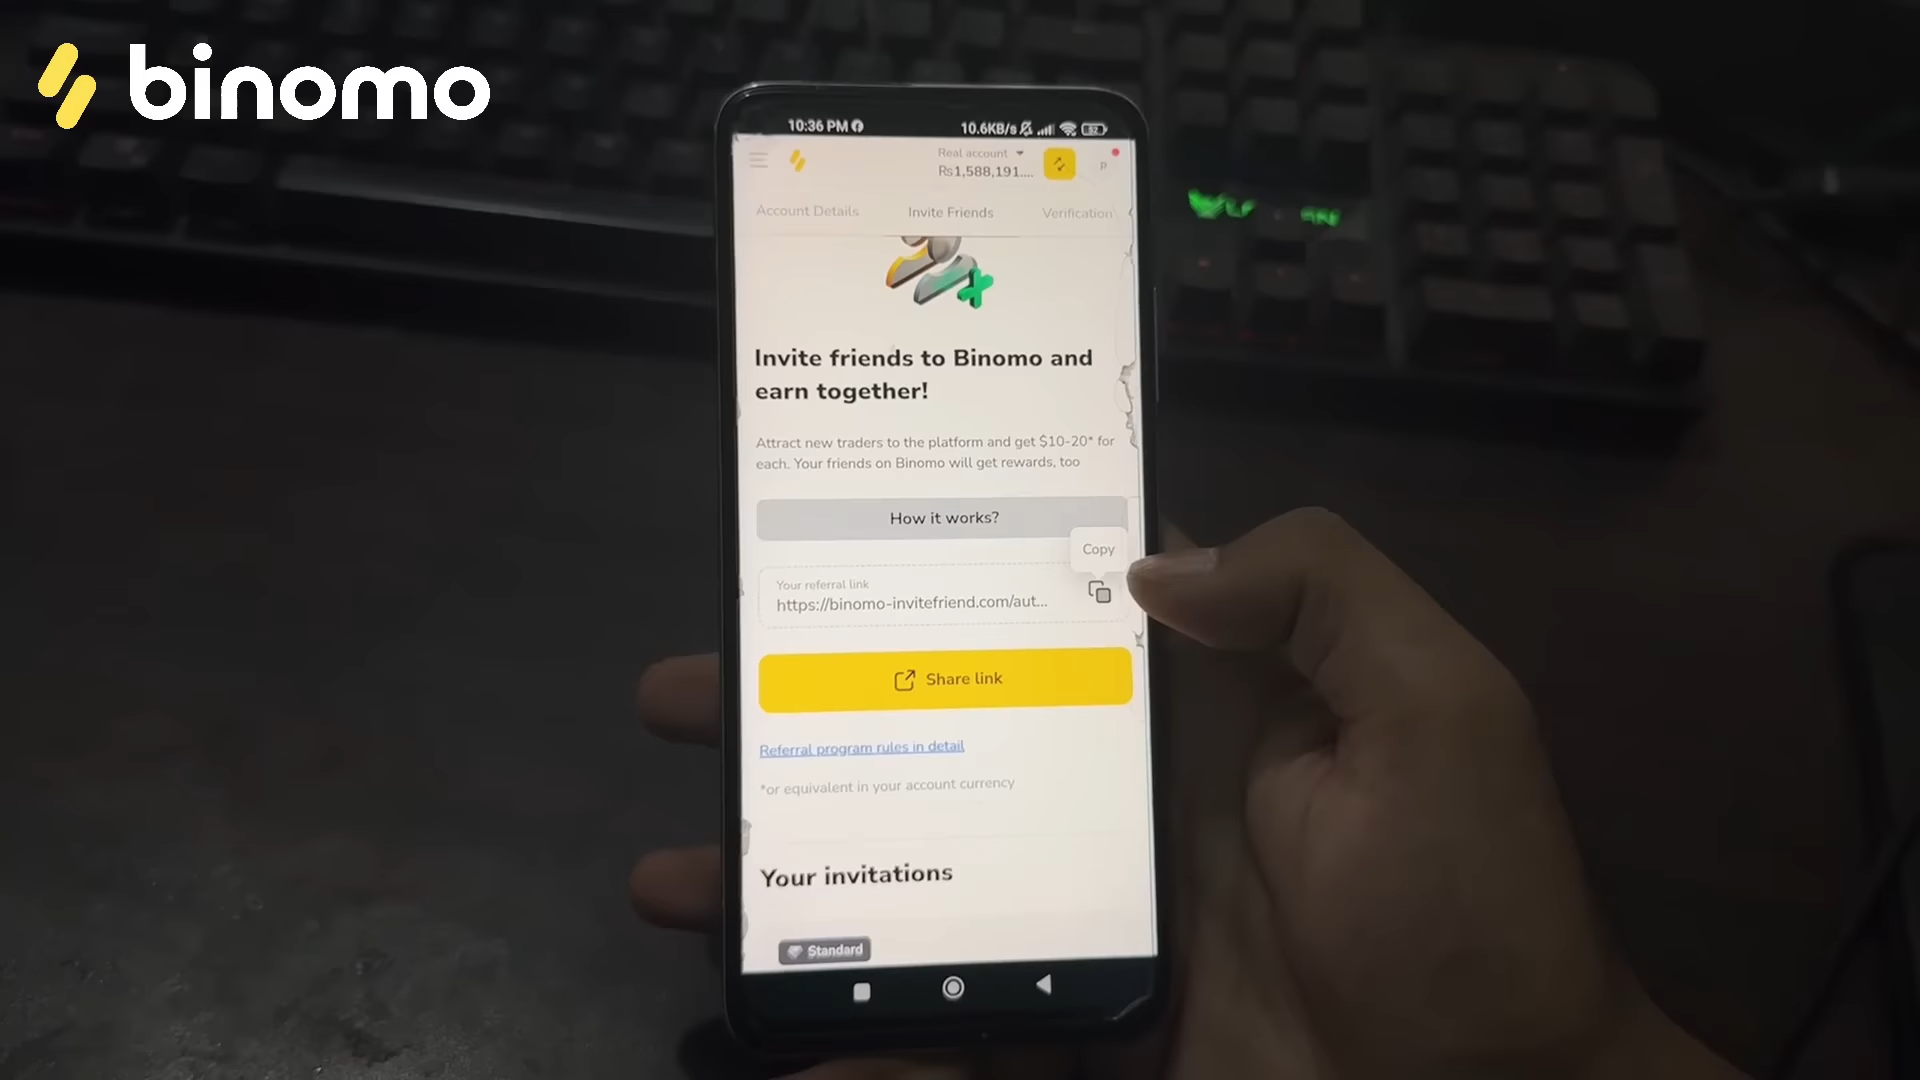 binomo
10:36 PM
10.6KB/s
52
Real account
Rs1,588,191....
P
Account Details
Invite Friends
Verification
Invite friends to Binomo and
earn together!
Attract new traders to the platform and get $10-20* for
each. Your friends on Binomo will get rewards, too
How it works?
Copy
Your referral link
https://binomo-invitefriend.com/aut...
Share link
Referral program rules in detail
*or equivalent in your account currency
Your invitations
Standard